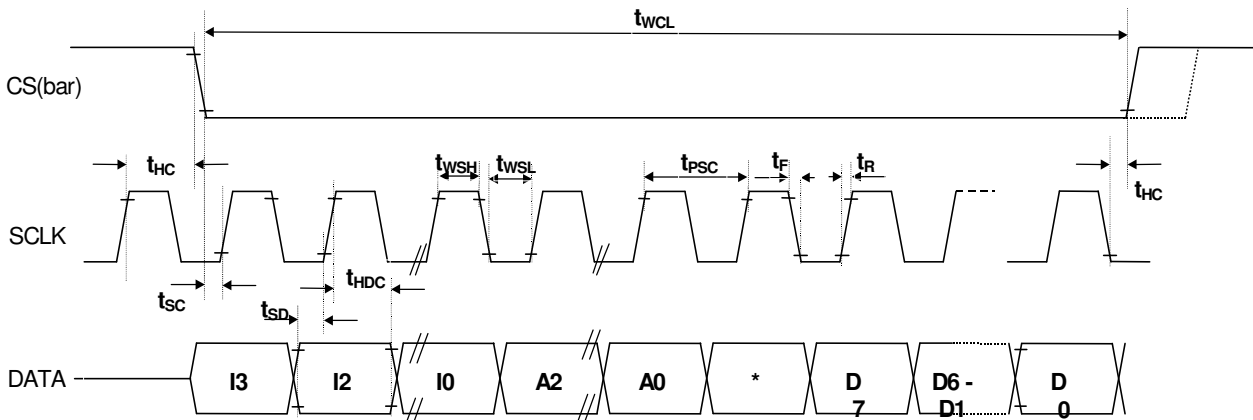 tWCL
CS(bar)
tHC
tWSH
tWSL
tPSC
tF
tR
tHC
SCLK
tSC
tSD
tHDC
DATA
I3
I2
I0
A2
A0
*
D
7
D6 -
D1
D
0